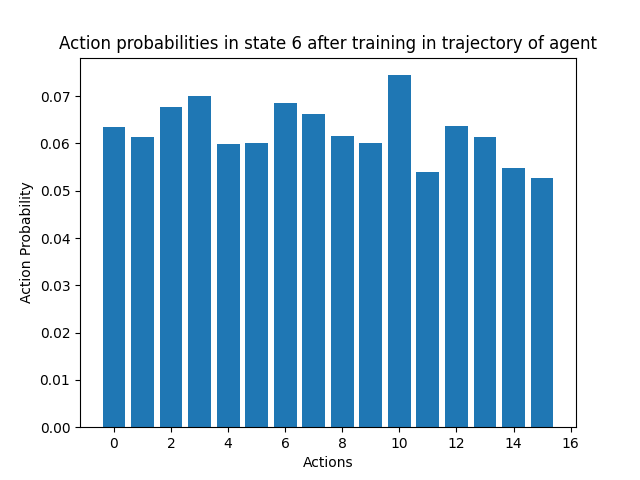 Action probabilities in state 6 after training in trajectory of agent
0.07
0.06
0.05
0.04
0.03
0.02
0.01
0.00
Action Probability
0 2 4 6 8 10 12 14 16
Actions